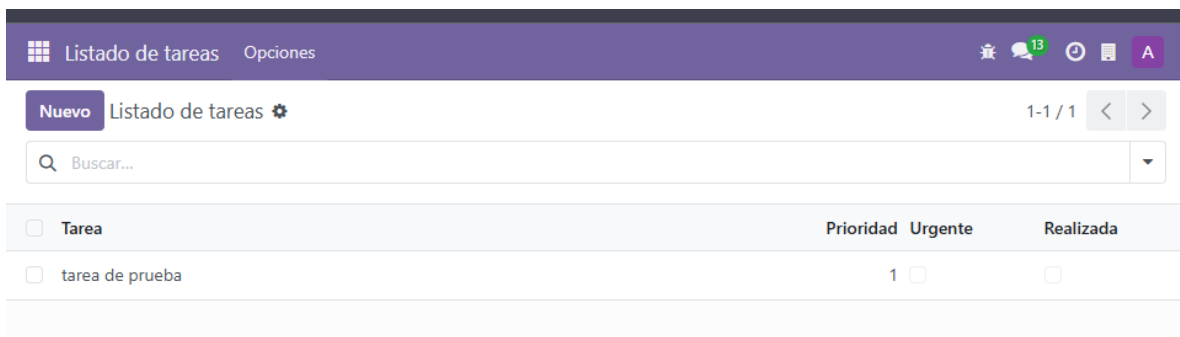 Listado de tareas Opciones 13 A
Nuevo Listado de tareas 1-1 / 1
Buscar...
Tarea Prioridad Urgente Realizada
tarea de prueba 1